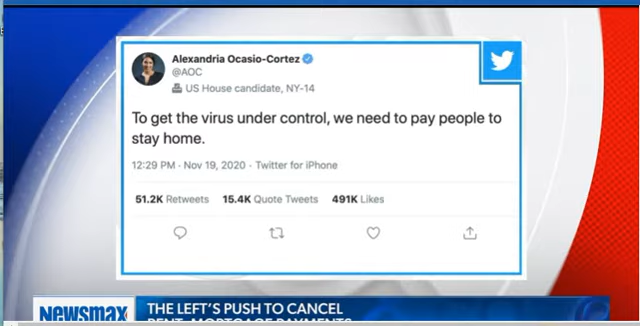 Alexandria Ocasio-Cortez
@AOC
US House candidate, NY-14
To get the virus under control, we need to pay people to
stay home.
12:29 PM · Nov 19, 2020 · Twitter for iPhone
51.2K Retweets 15.4K Quote Tweets 491K Likes
NEWSMAX
THE LEFT'S PUSH TO CANCEL
RENT, MORTGAGE PAYMENTS